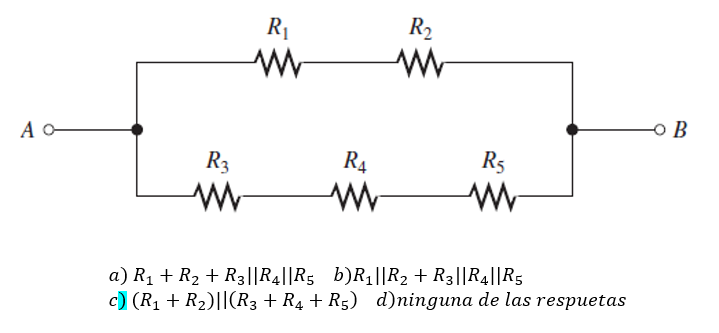 R₁ R₂
A B
R₃ R₄ R₅
a) R₁ + R₂ + R₃||R₄||R₅ b)R₁||R₂ + R₃||R₄||R₅
c) (R₁ + R₂)||(R₃ + R₄ + R₅) d)ninguna de las respuetas